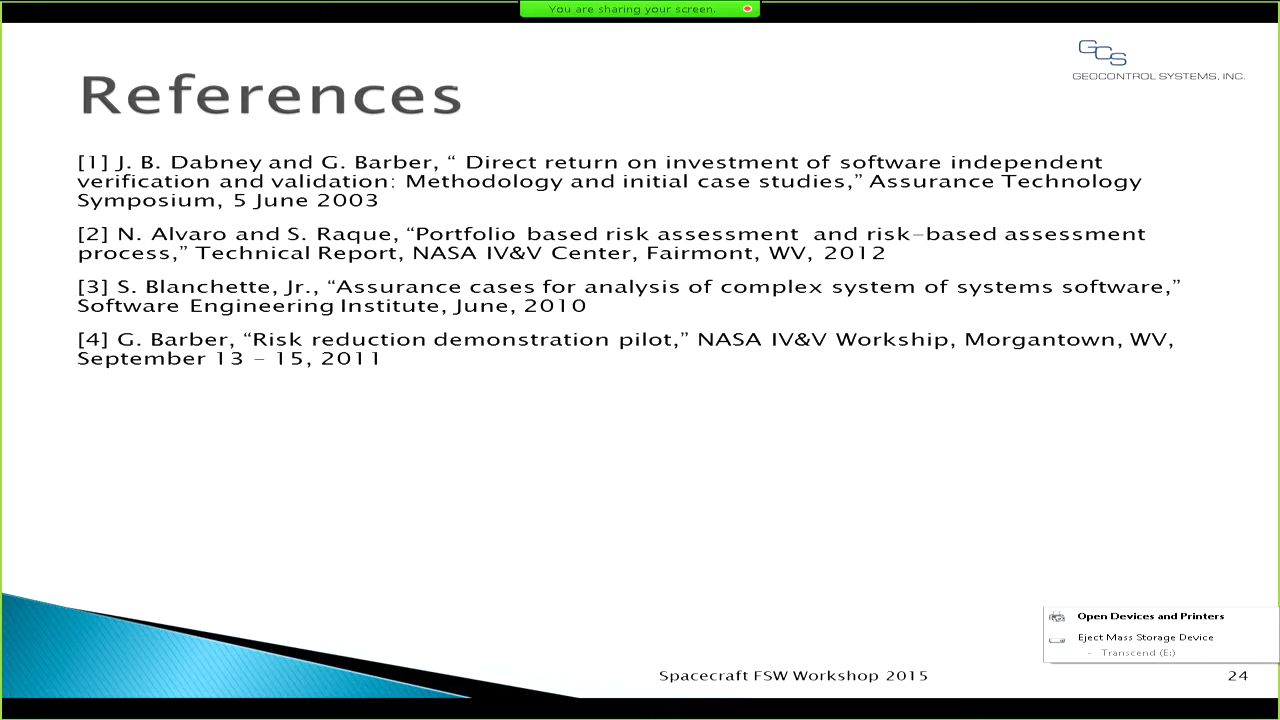 You are sharing your screen.
GCS
GEOCONTROL SYSTEMS, INC.
References
[1] J. B. Dabney and G. Barber, “ Direct return on investment of software independent
verification and validation: Methodology and initial case studies,” Assurance Technology
Symposium, 5 June 2003
[2] N. Alvaro and S. Raque, “Portfolio based risk assessment  and risk–based assessment
process,” Technical Report, NASA IV&V Center, Fairmont, WV, 2012
[3] S. Blanchette, Jr., “Assurance cases for analysis of complex system of systems software,”
Software Engineering Institute, June, 2010
[4] G. Barber, “Risk reduction demonstration pilot,” NASA IV&V Workship, Morgantown, WV,
September 13 – 15, 2011
Open Devices and Printers
Eject Mass Storage Device
- Transcend (E:)
Spacecraft FSW Workshop 2015
24